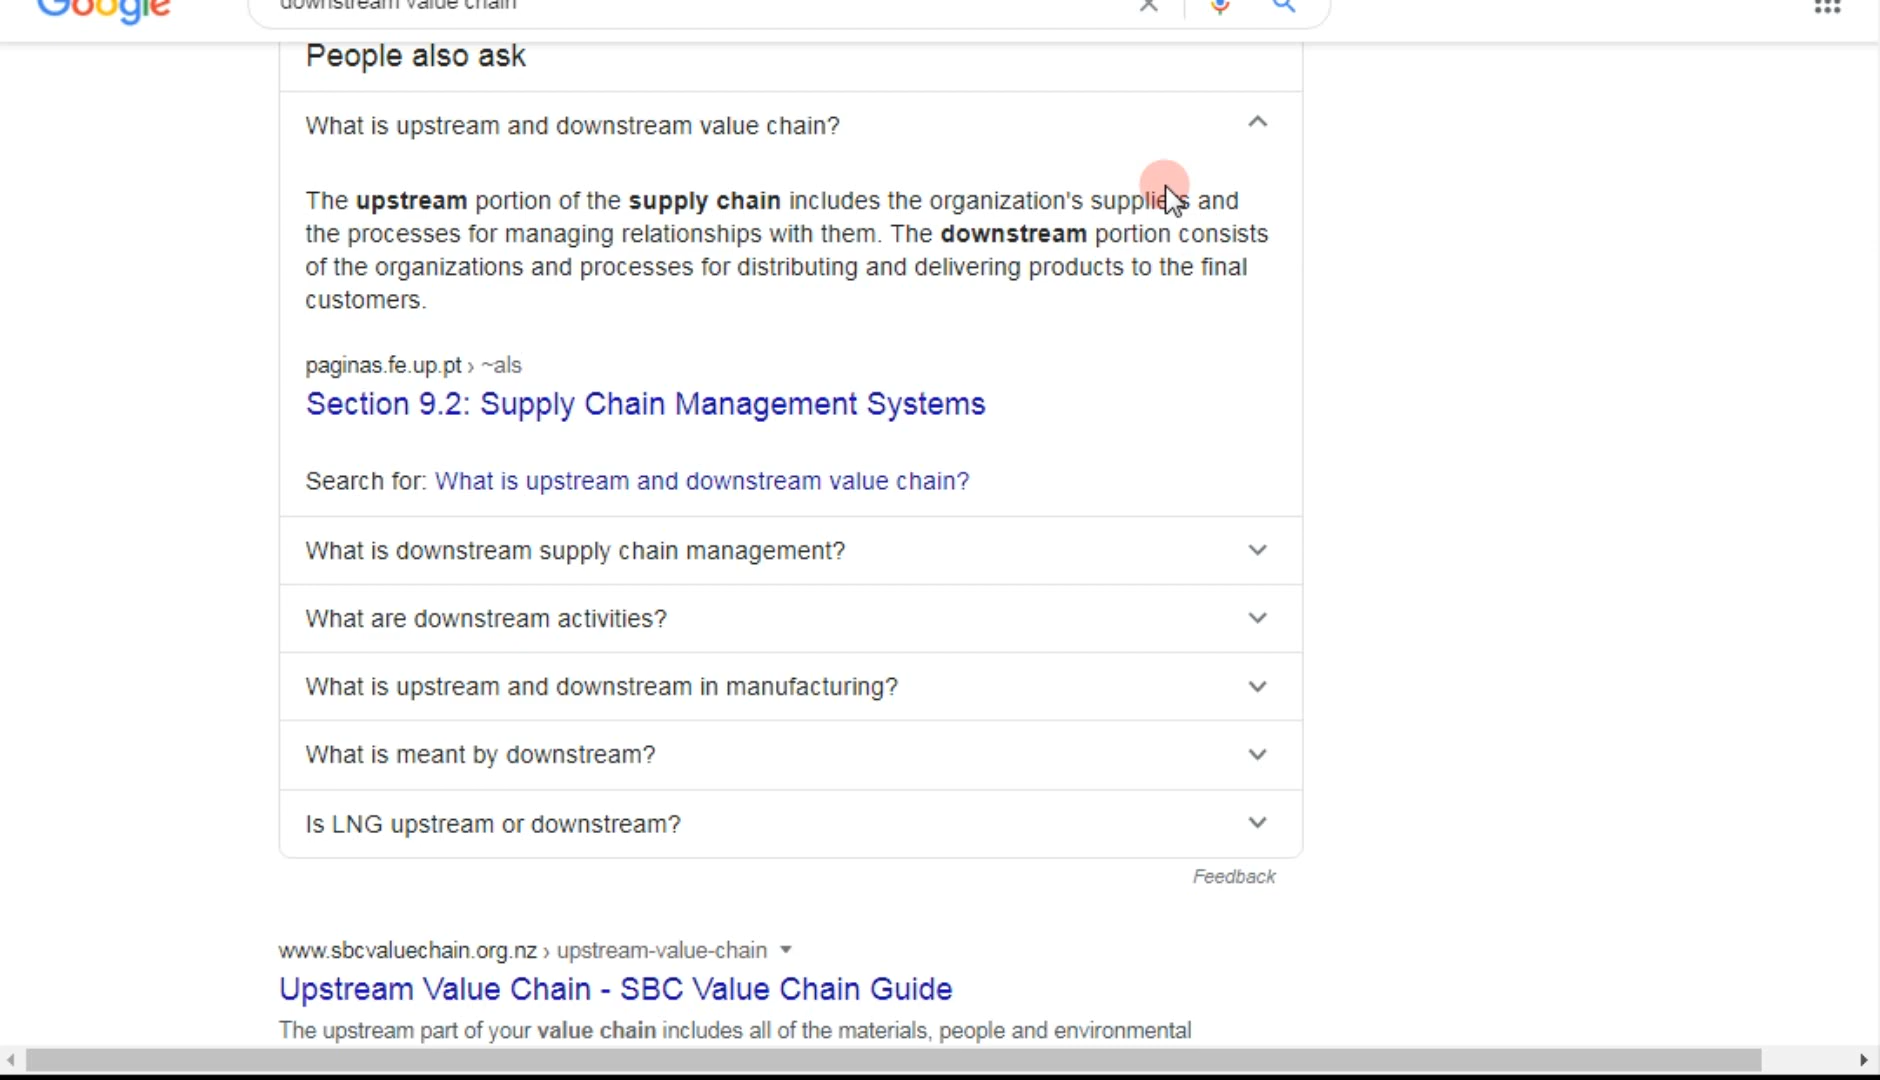 Google
downstream value chain
People also ask
What is upstream and downstream value chain?
The upstream portion of the supply chain includes the organization's suppliers and
the processes for managing relationships with them. The downstream portion consists
of the organizations and processes for distributing and delivering products to the final
customers.
paginas.fe.up.pt › ~als
Section 9.2: Supply Chain Management Systems
Search for: What is upstream and downstream value chain?
What is downstream supply chain management?
What are downstream activities?
What is upstream and downstream in manufacturing?
What is meant by downstream?
Is LNG upstream or downstream?
Feedback
www.sbcvaluechain.org.nz › upstream-value-chain
Upstream Value Chain - SBC Value Chain Guide
The upstream part of your value chain includes all of the materials, people and environmental